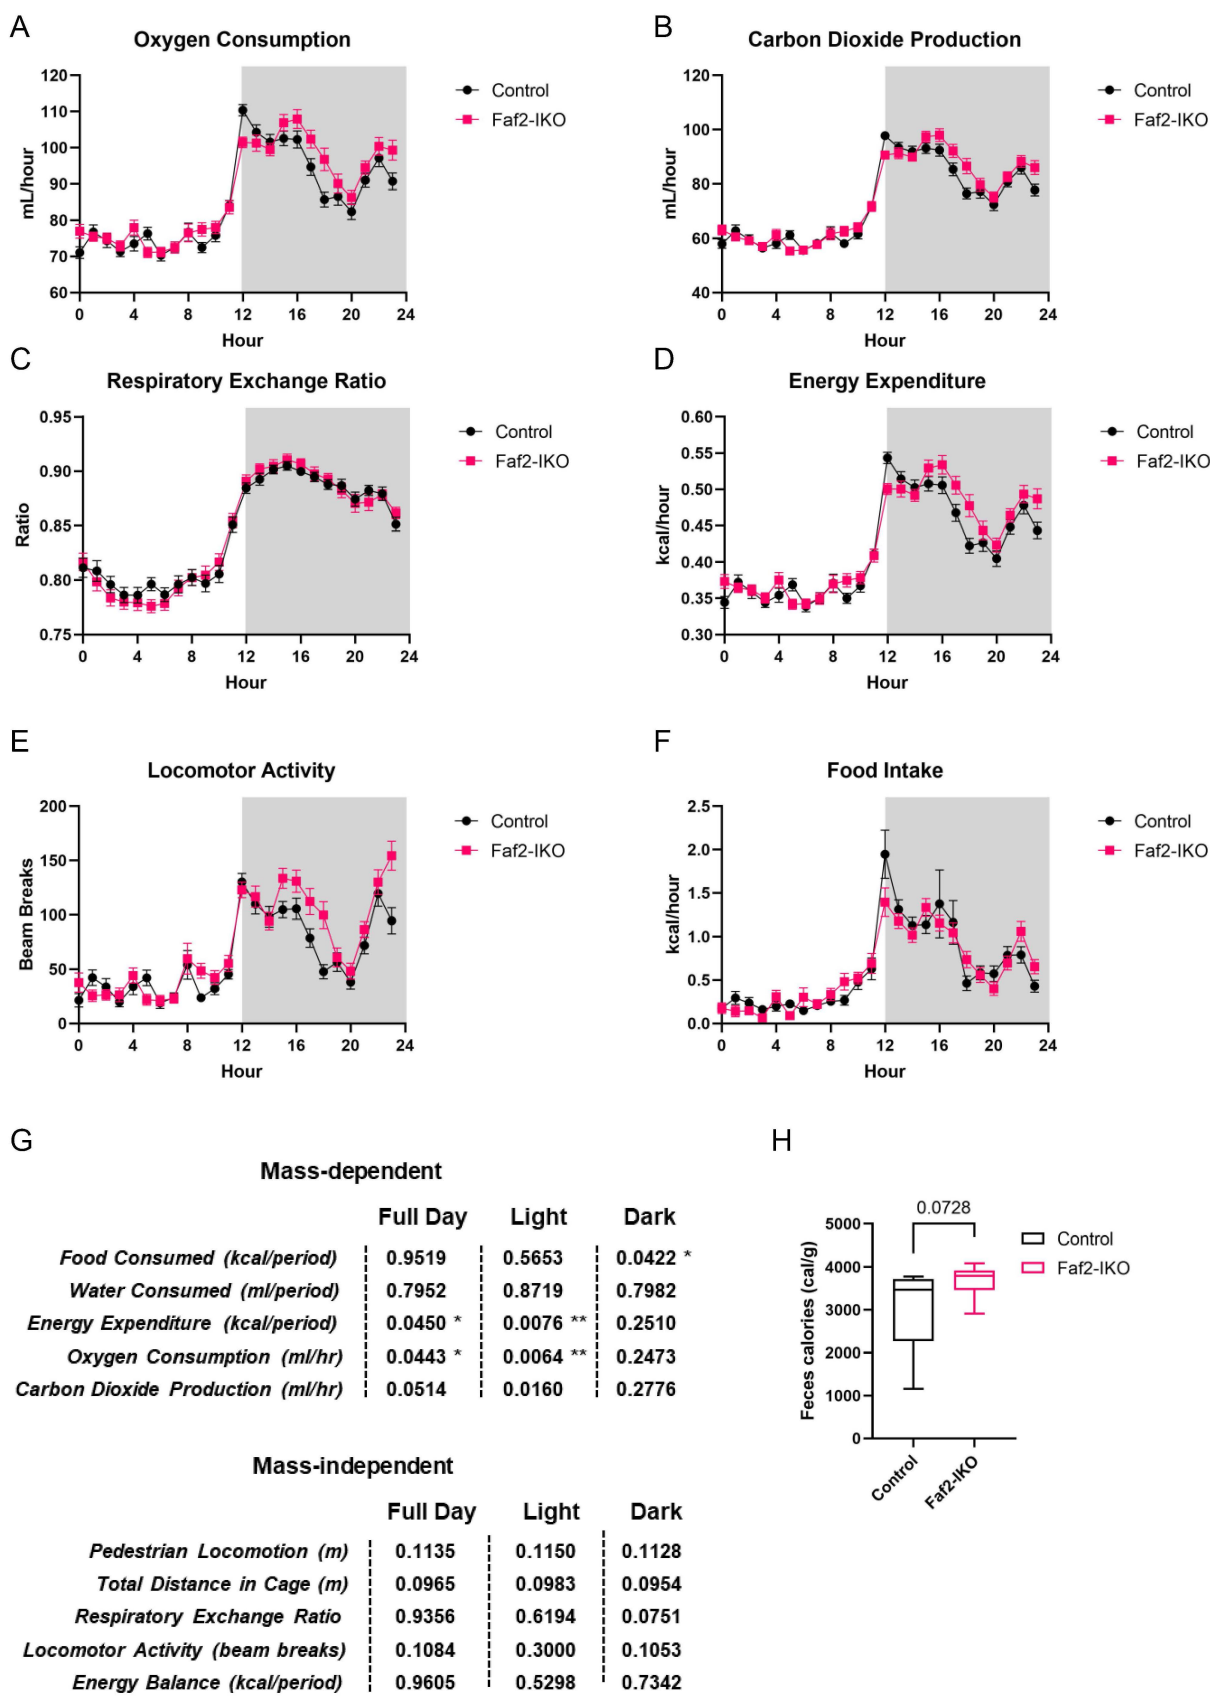 A
Oxygen Consumption
mL/hour
120
110
100
90
80
70
60
0 4 8 12 16 20 24
Hour
Control
Faf2-IKO
B
Carbon Dioxide Production
mL/hour
120
100
80
60
40
0 4 8 12 16 20 24
Hour
Control
Faf2-IKO
C
Respiratory Exchange Ratio
Ratio
0.95
0.90
0.85
0.80
0.75
0 4 8 12 16 20 24
Hour
Control
Faf2-IKO
D
Energy Expenditure
kcal/hour
0.60
0.55
0.50
0.45
0.40
0.35
0.30
0 4 8 12 16 20 24
Hour
Control
Faf2-IKO
E
Locomotor Activity
Beam Breaks
200
150
100
50
0
0 4 8 12 16 20 24
Hour
Control
Faf2-IKO
F
Food Intake
kcal/hour
2.5
2.0
1.5
1.0
0.5
0.0
0 4 8 12 16 20 24
Hour
Control
Faf2-IKO
G
Mass-dependent
Full Day Light Dark
Food Consumed (kcal/period) 0.9519 0.5653 0.0422 *
Water Consumed (ml/period) 0.7952 0.8719 0.7982
Energy Expenditure (kcal/period) 0.0450 * 0.0076 ** 0.2510
Oxygen Consumption (ml/hr) 0.0443 * 0.0064 ** 0.2473
Carbon Dioxide Production (ml/hr) 0.0514 0.0160 0.2776
Mass-independent
Full Day Light Dark
Pedestrian Locomotion (m) 0.1135 0.1150 0.1128
Total Distance in Cage (m) 0.0965 0.0983 0.0954
Respiratory Exchange Ratio 0.9356 0.6194 0.0751
Locomotor Activity (beam breaks) 0.1084 0.3000 0.1053
Energy Balance (kcal/period) 0.9605 0.5298 0.7342
H
0.0728
Feces calories (cal/g)
5000
4000
3000
2000
1000
0
Control
Faf2-IKO
Control
Faf2-IKO